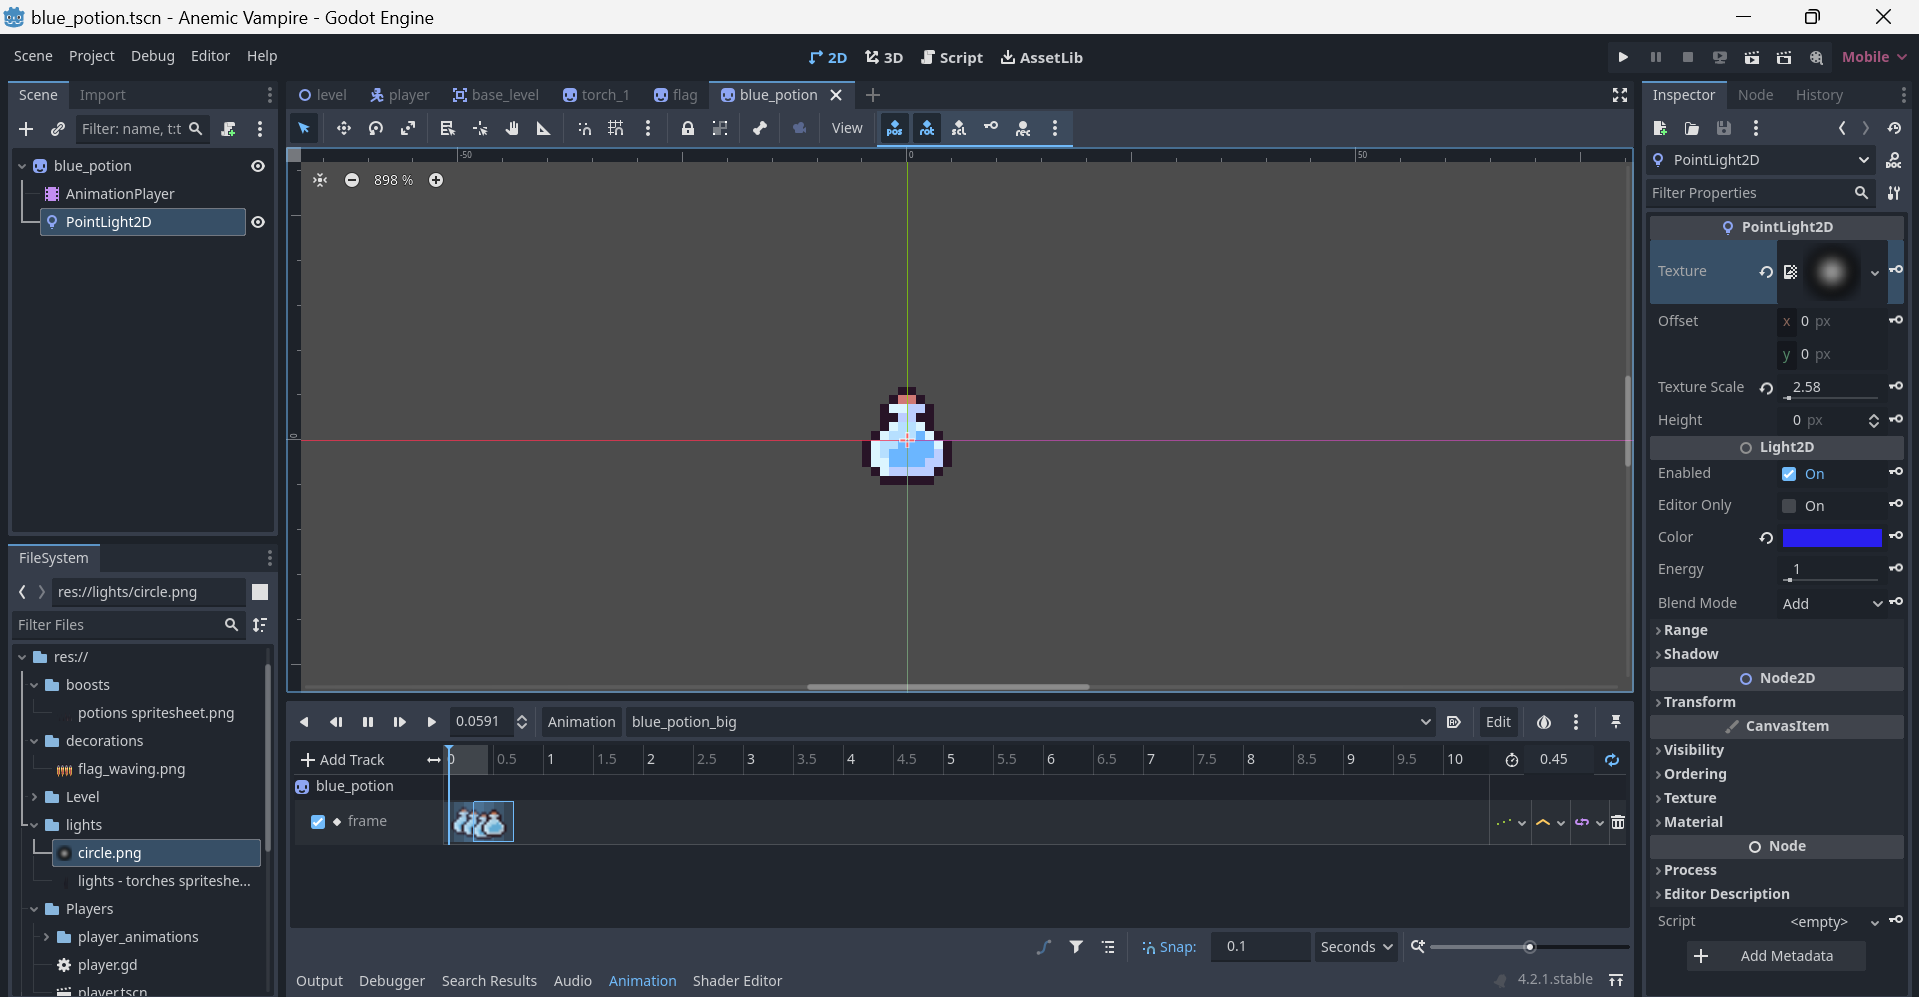 blue_potion.tscn - Anemic Vampire - Godot Engine
Scene Project Debug Editor Help
2D 3D Script AssetLib
Mobile
Scene Import
Filter: name, t:t
blue_potion
AnimationPlayer
PointLight2D
FileSystem
res://lights/circle.png
Filter Files
res://
boosts
potions spritesheet.png
decorations
flag_waving.png
Level
lights
circle.png
lights - torches spriteshe...
Players
player_animations
player.gd
player.tscn
level player base_level torch_1 flag blue_potion
View pos rot scl rec
-50 0 50
0
898 %
0.0591 Animation blue_potion_big Edit
Add Track 0 0.5 1 1.5 2 2.5 3 3.5 4 4.5 5 5.5 6 6.5 7 7.5 8 8.5 9 9.5 10 0.45
blue_potion
frame
Snap: 0.1 Seconds
Output Debugger Search Results Audio Animation Shader Editor 4.2.1.stable
Inspector Node History
PointLight2D
Filter Properties
PointLight2D
Texture
Offset x 0 px
y 0 px
Texture Scale 2.58
Height 0 px
Light2D
Enabled On
Editor Only On
Color
Energy 1
Blend Mode Add
Range
Shadow
Node2D
Transform
CanvasItem
Visibility
Ordering
Texture
Material
Node
Process
Editor Description
Script <empty>
Add Metadata